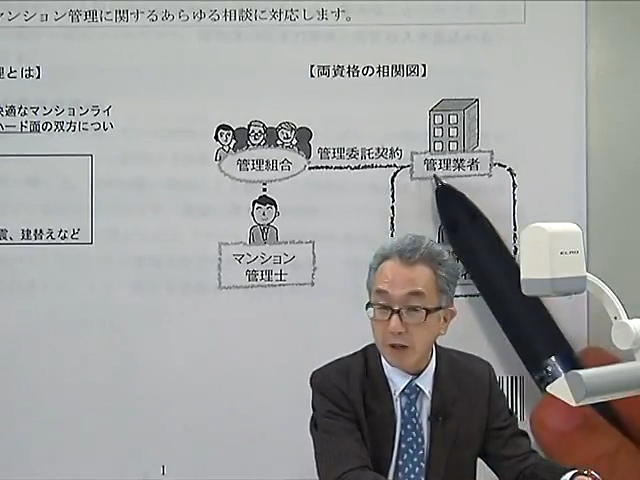 マンション管理に関するあらゆる相談に対応します。
理とは】
【両資格の相関図】
快適なマンションライ
ハード面の双方につい
管理組合
管理委託契約
管理業者
震、建替えなど
マンション
管理士
ELMO
1